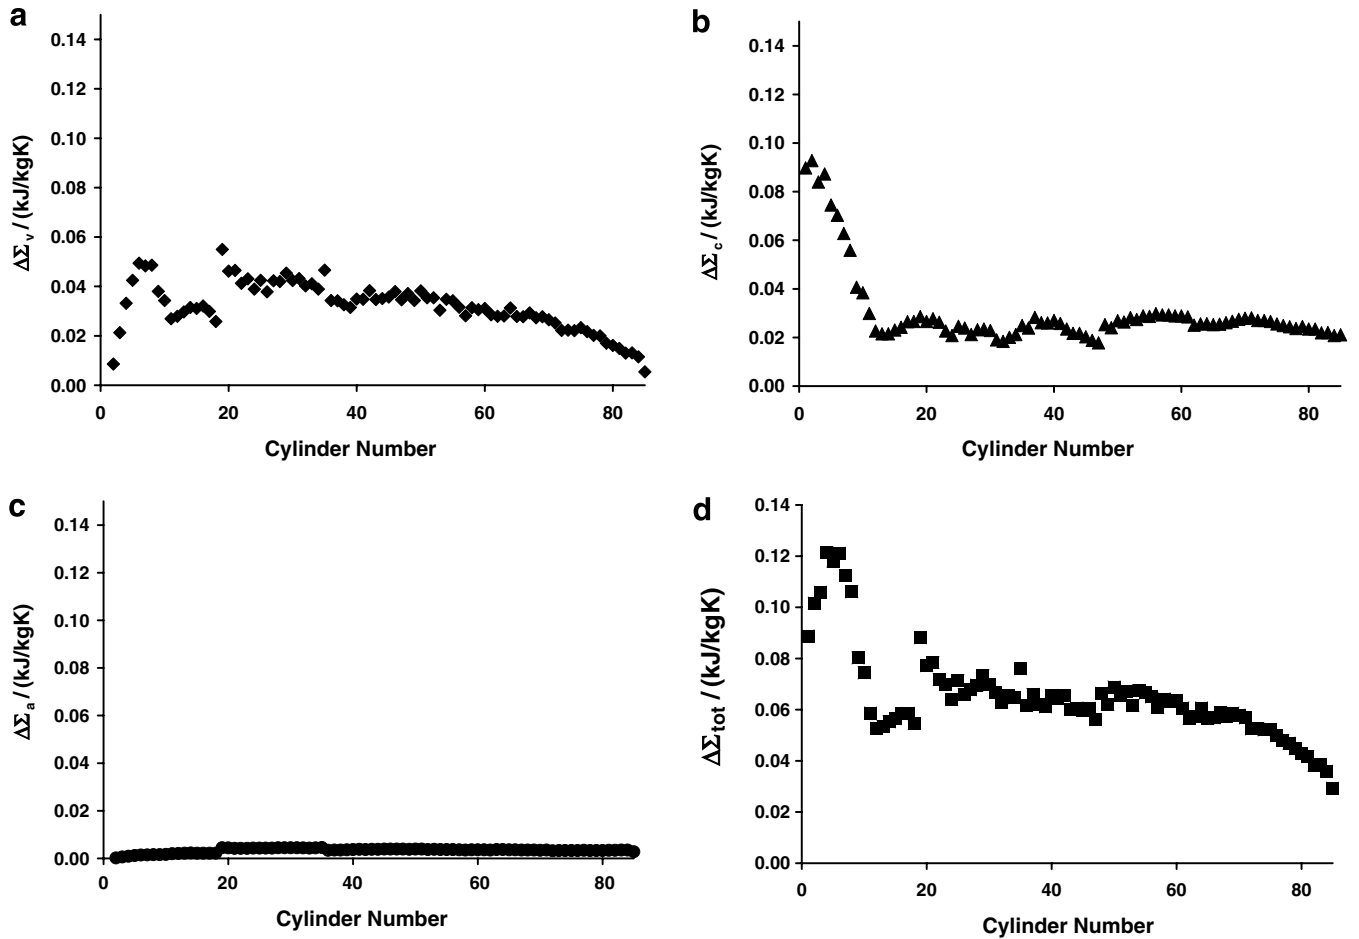 a
0.14
0.12
0.10
0.08
0.06
0.04
0.02
0.00
0 20 40 60 80
ΔΣv / (kJ/kgK)
Cylinder Number
b
0.14
0.12
0.10
0.08
0.06
0.04
0.02
0.00
0 20 40 60 80
ΔΣc / (kJ/kgK)
Cylinder Number
c
0.14
0.12
0.10
0.08
0.06
0.04
0.02
0.00
0 20 40 60 80
ΔΣa / (kJ/kgK)
Cylinder Number
d
0.14
0.12
0.10
0.08
0.06
0.04
0.02
0.00
0 20 40 60 80
ΔΣtot / (kJ/kgK)
Cylinder Number